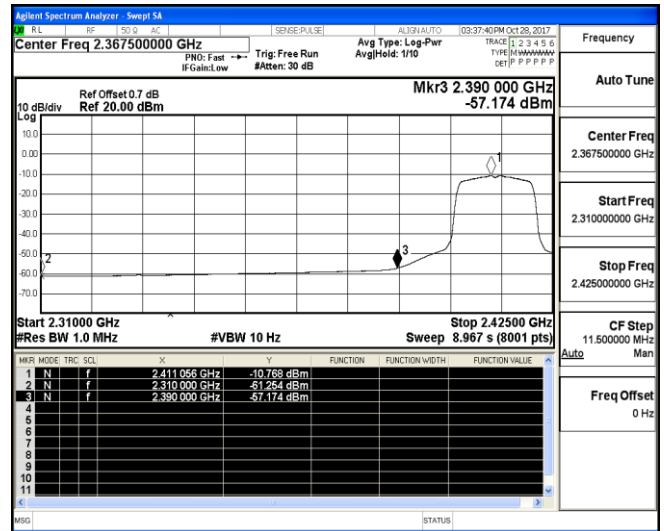 Agilent Spectrum Analyzer - Swept SA
RL RF 50 Ω AC SENSE:PULSE ALIGN AUTO 03:37:40 PM Oct 28, 2017
Center Freq 2.367500000 GHz
PNO: Fast
IFGain:Low
Trig: Free Run
#Atten: 30 dB
Avg Type: Log-Pwr
Avg|Hold: 1/10
TRACE 1 2 3 4 5 6
TYPE MWWWWW
DET P P P P P P
Frequency
Auto Tune
Center Freq
2.367500000 GHz
Start Freq
2.310000000 GHz
Stop Freq
2.425000000 GHz
CF Step
11.500000 MHz
Auto Man
Freq Offset
0 Hz
Mkr3 2.390 000 GHz
-57.174 dBm
Ref Offset 0.7 dB
10 dB/div Ref 20.00 dBm
Log
10.0
0.00
-10.0
-20.0
-30.0
-40.0
-50.0
-60.0
-70.0
1
2
3
Start 2.31000 GHz Stop 2.42500 GHz
#Res BW 1.0 MHz #VBW 10 Hz Sweep 8.967 s (8001 pts)
MKR MODE TRC SCL X Y FUNCTION FUNCTION WIDTH FUNCTION VALUE
1 N f 2.411 056 GHz -10.768 dBm
2 N f 2.310 000 GHz -61.254 dBm
3 N f 2.390 000 GHz -57.174 dBm
4
5
6
7
8
9
10
11
MSG STATUS